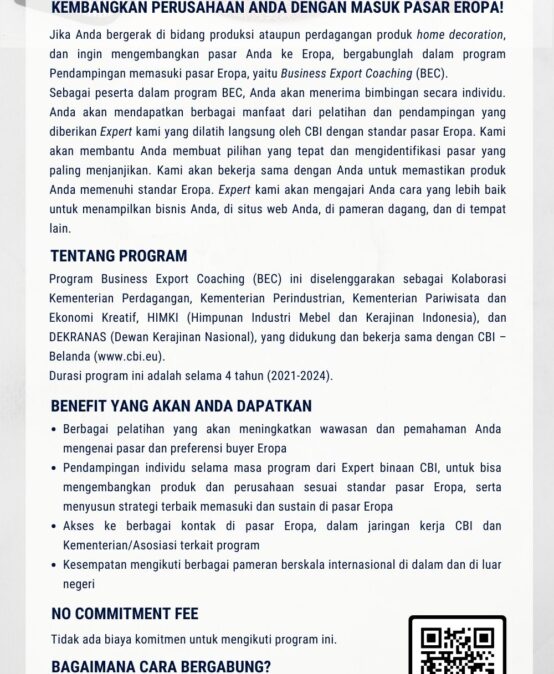 KEMBANGKAN PERUSAHAAN ANDA DENGAN MASUK PASAR EROPA!
Jika Anda bergerak di bidang produksi ataupun perdagangan produk home decoration,
dan ingin mengembangkan pasar Anda ke Eropa, bergabunglah dalam program
Pendampingan memasuki pasar Eropa, yaitu Business Export Coaching (BEC).
Sebagai peserta dalam program BEC, Anda akan menerima bimbingan secara individu.
Anda akan mendapatkan berbagai manfaat dari pelatihan dan pendampingan yang
diberikan Expert kami yang dilatih langsung oleh CBI dengan standar pasar Eropa. Kami
akan membantu Anda membuat pilihan yang tepat dan mengidentifikasi pasar yang
paling menjanjikan. Kami akan bekerja sama dengan Anda untuk memastikan produk
Anda memenuhi standar Eropa. Expert kami akan mengajari Anda cara yang lebih baik
untuk menampilkan bisnis Anda, di situs web Anda, di pameran dagang, dan di tempat
lain.
TENTANG PROGRAM
Program Business Export Coaching (BEC) ini diselenggarakan sebagai Kolaborasi
Kementerian Perdagangan, Kementerian Perindustrian, Kementerian Pariwisata dan
Ekonomi Kreatif, HIMKI (Himpunan Industri Mebel dan Kerajinan Indonesia), dan
DEKRANAS (Dewan Kerajinan Nasional), yang didukung dan bekerja sama dengan CBI –
Belanda (www.cbi.eu).
Durasi program ini adalah selama 4 tahun (2021-2024).
BENEFIT YANG AKAN ANDA DAPATKAN
• Berbagai pelatihan yang akan meningkatkan wawasan dan pemahaman Anda
mengenai pasar dan preferensi buyer Eropa
• Pendampingan individu selama masa program dari Expert binaan CBI, untuk bisa
mengembangkan produk dan perusahaan sesuai standar pasar Eropa, serta
menyusun strategi terbaik memasuki dan sustain di pasar Eropa
• Akses ke berbagai kontak di pasar Eropa, dalam jaringan kerja CBI dan
Kementerian/Asosiasi terkait program
• Kesempatan mengikuti berbagai pameran berskala internasional di dalam dan di luar
negeri
NO COMMITMENT FEE
Tidak ada biaya komitmen untuk mengikuti program ini.
BAGAIMANA CARA BERGABUNG?